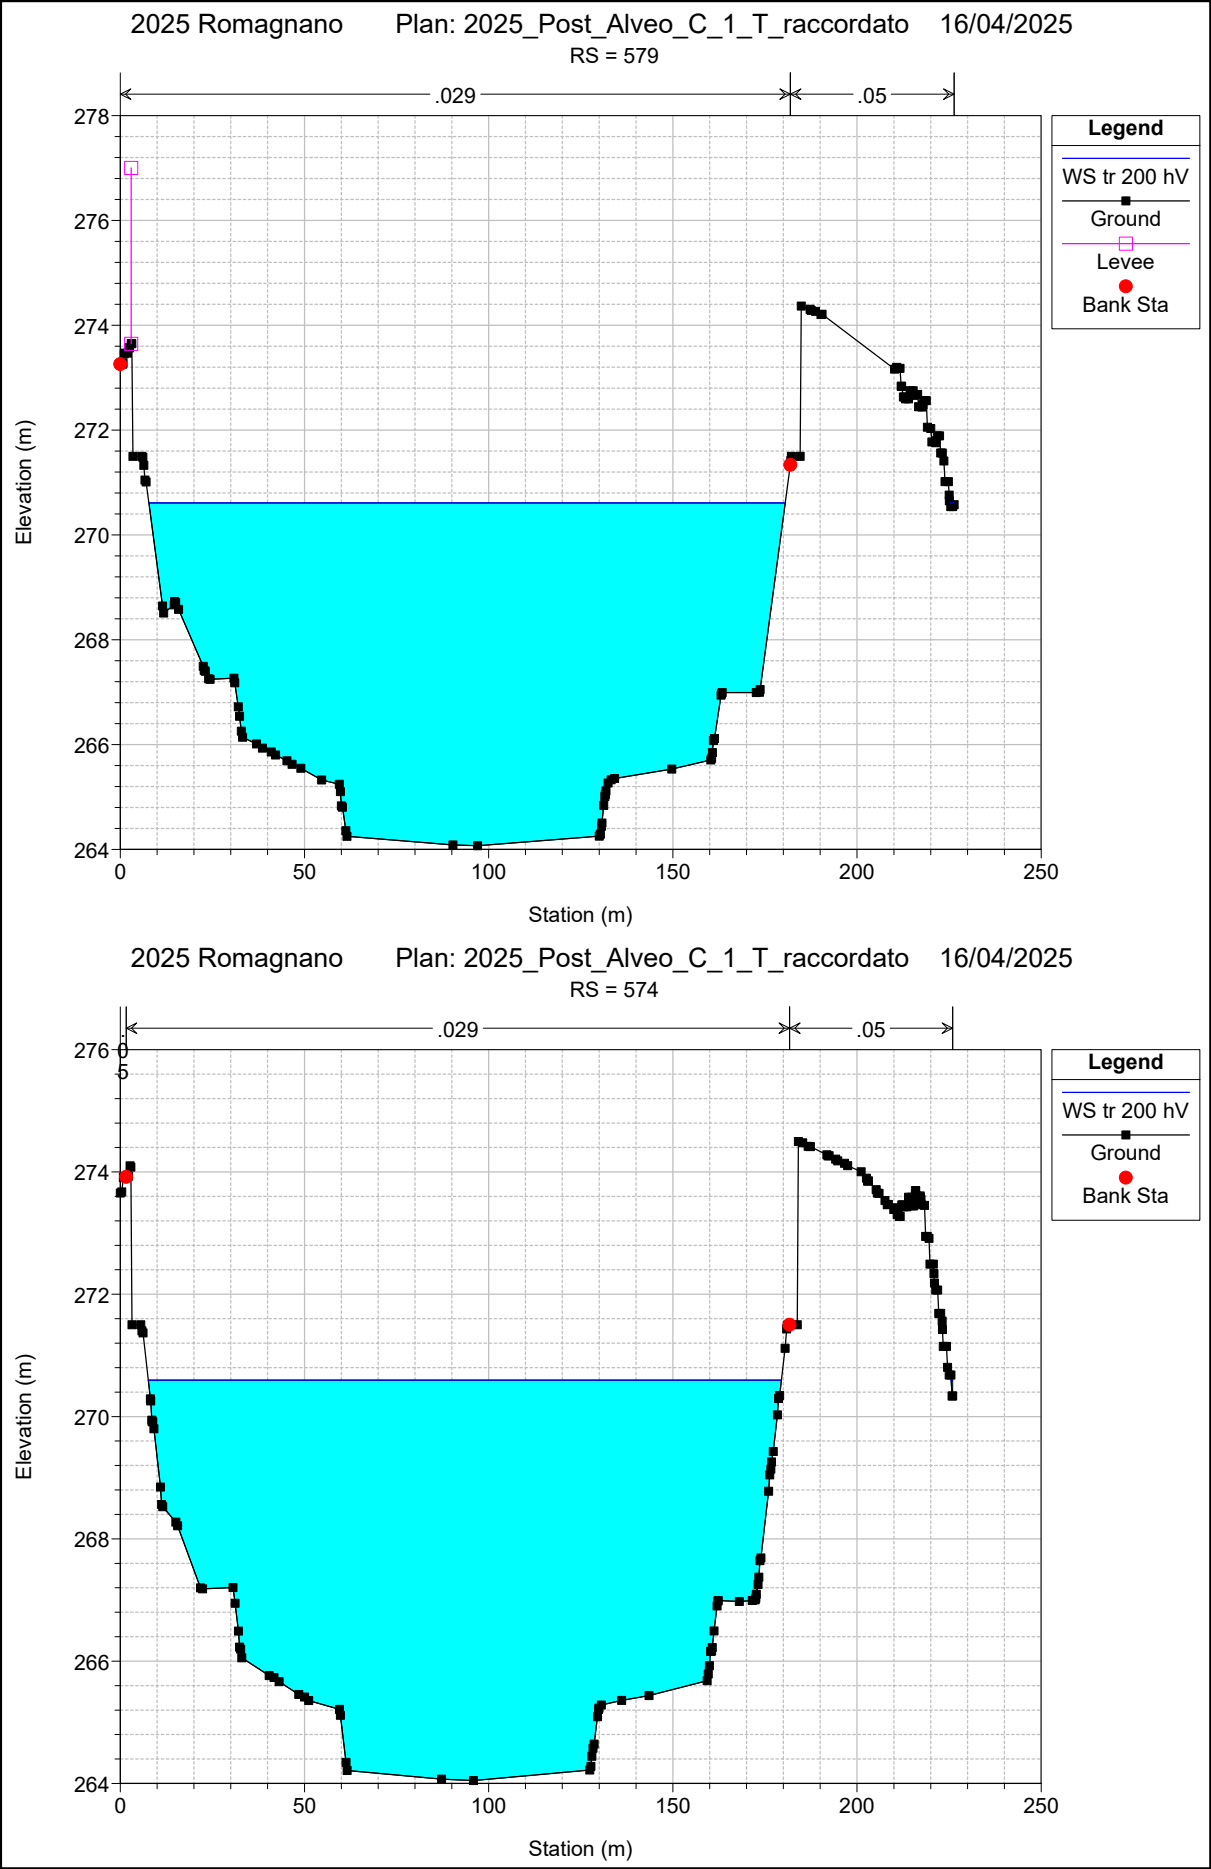 2025 Romagnano Plan: 2025_Post_Alveo_C_1_T_raccordato 16/04/2025
RS = 579
.029 .05
278
276
274
272
270
268
266
264
Elevation (m)
0 50 100 150 200 250
Station (m)
Legend
WS tr 200 hV
Ground
Levee
Bank Sta
2025 Romagnano Plan: 2025_Post_Alveo_C_1_T_raccordato 16/04/2025
RS = 574
.05 .029 .05
276
274
272
270
268
266
264
Elevation (m)
0 50 100 150 200 250
Station (m)
Legend
WS tr 200 hV
Ground
Bank Sta